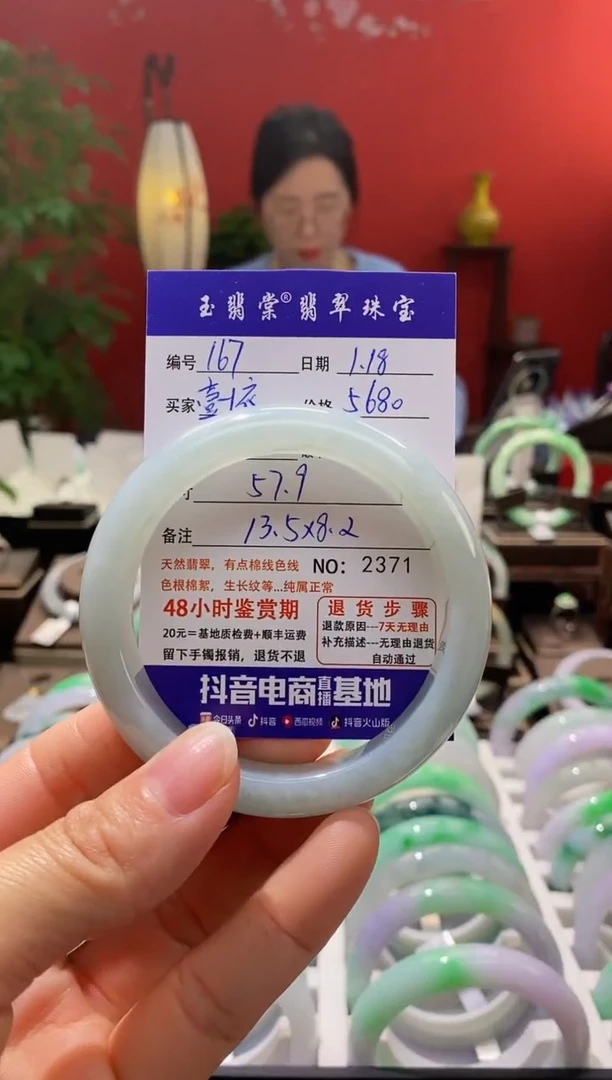 玉翡棠®翡翠珠宝
编号 167 日期 1.18
买家 价格 5680
寸 57.9
备注 13.5x8.2
天然翡翠，有点棉线色线 NO： 2371
色根棉絮，生长纹等...纯属正常
48小时鉴赏期
20元=基地质检费+顺丰运费
留下手镯报销，退货不退
退货步骤
退款原因---7天无理由
补充描述---无理由退货
自动通过
抖音电商直播基地
今日头条 抖音 西瓜视频 抖音火山版